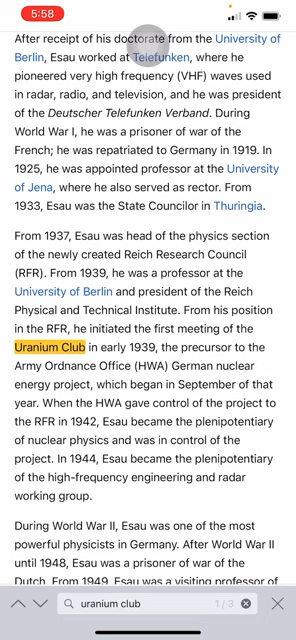 5:58
After receipt of his doctorate from the University of
Berlin, Esau worked at Telefunken, where he
pioneered very high frequency (VHF) waves used
in radar, radio, and television, and he was president
of the Deutscher Telefunken Verband. During
World War I, he was a prisoner of war of the
French; he was repatriated to Germany in 1919. In
1925, he was appointed professor at the University
of Jena, where he also served as rector. From
1933, Esau was the State Councilor in Thuringia.
From 1937, Esau was head of the physics section
of the newly created Reich Research Council
(RFR). From 1939, he was a professor at the
University of Berlin and president of the Reich
Physical and Technical Institute. From his position
in the RFR, he initiated the first meeting of the
Uranium Club in early 1939, the precursor to the
Army Ordnance Office (HWA) German nuclear
energy project, which began in September of that
year. When the HWA gave control of the project
to the RFR in 1942, Esau became the plenipotentiary
of nuclear physics and was in control of the
project. In 1944, Esau became the plenipotentiary
of the high-frequency engineering and radar
working group.
During World War II, Esau was one of the most
powerful physicists in Germany. After World War II
until 1948, Esau was a prisoner of war of the
Dutch. From 1949, Esau was a visiting professor of
uranium club 1/3